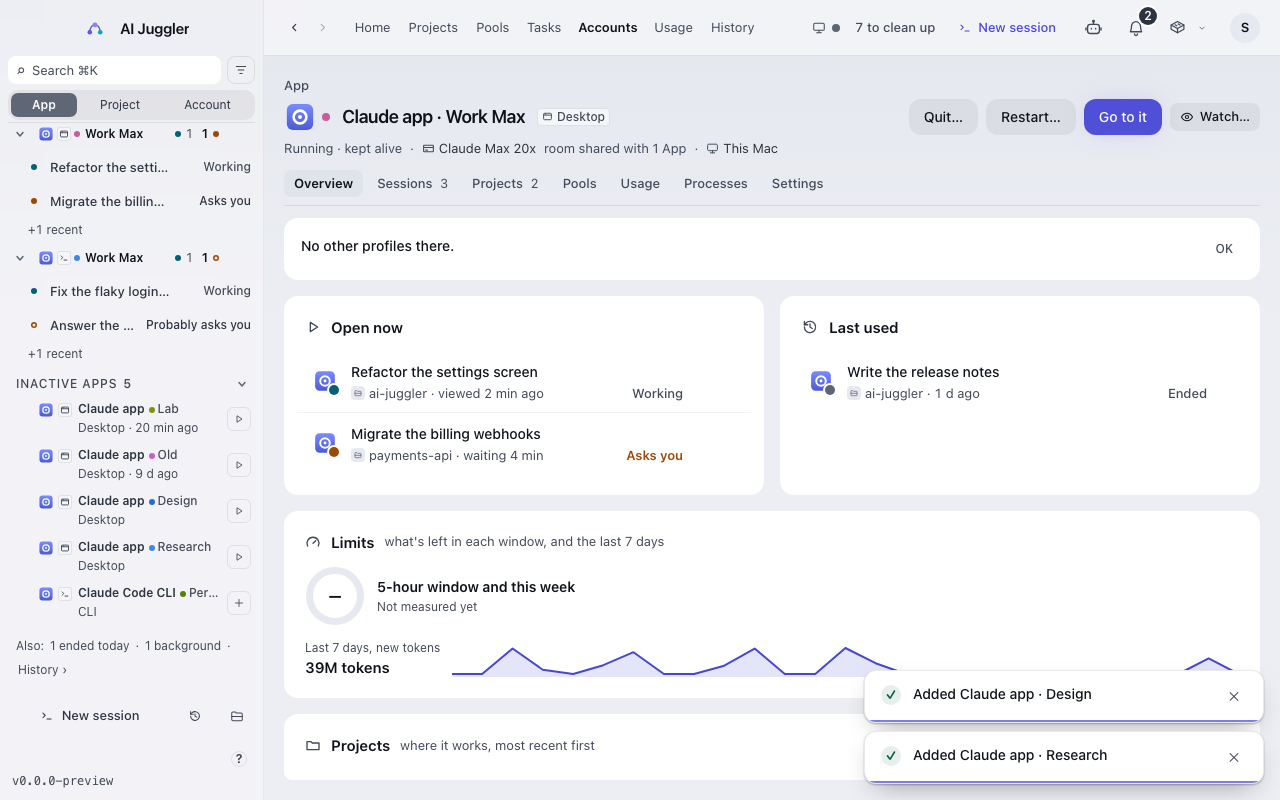 AI Juggler
Search ⌘K
App Project Account
Work Max 1 1
Refactor the setti... Working
Migrate the billin... Asks you
+1 recent
Work Max 1 1
Fix the flaky login... Working
Answer the ... Probably asks you
+1 recent
INACTIVE APPS 5
Claude app Lab
Desktop · 20 min ago
Claude app Old
Desktop · 9 d ago
Claude app Design
Desktop
Claude app Research
Desktop
Claude Code CLI Per...
CLI
Also: 1 ended today · 1 background ·
History ›
New session
?
v0.0.0-preview
Home Projects Pools Tasks Accounts Usage History
7 to clean up New session 2 S
App
Claude app · Work Max Desktop
Quit... Restart... Go to it Watch...
Running · kept alive · Claude Max 20x room shared with 1 App · This Mac
Overview Sessions 3 Projects 2 Pools Usage Processes Settings
No other profiles there. OK
Open now
Refactor the settings screen
ai-juggler · viewed 2 min ago Working
Migrate the billing webhooks
payments-api · waiting 4 min Asks you
Last used
Write the release notes
ai-juggler · 1 d ago Ended
Limits what's left in each window, and the last 7 days
5-hour window and this week
Not measured yet
Last 7 days, new tokens
39M tokens
Projects where it works, most recent first
Added Claude app · Design
Added Claude app · Research